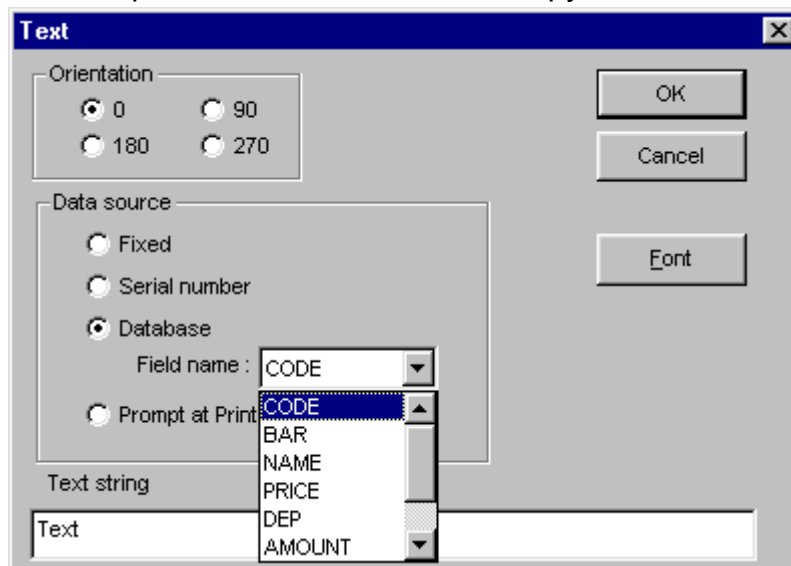 Text
Orientation
0 90
180 270
OK
Cancel
Data source
Fixed
Serial number
Database
Field name : CODE
Prompt at Print
Font
CODE
BAR
NAME
PRICE
DEP
AMOUNT
Text string
Text